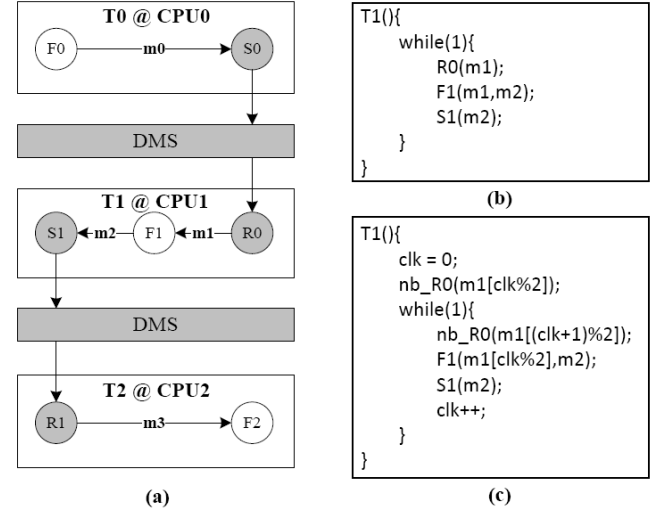 T0 @ CPU0
F0 m0 S0
DMS
T1 @ CPU1
S1 m2 F1 m1 R0
DMS
T2 @ CPU2
R1 m3 F2
(a)
T1(){
while(1){
R0(m1);
F1(m1,m2);
S1(m2);
}
}
(b)
T1(){
clk = 0;
nb_R0(m1[clk%2]);
while(1){
nb_R0(m1[(clk+1)%2]);
F1(m1[clk%2],m2);
S1(m2);
clk++;
}
}
(c)